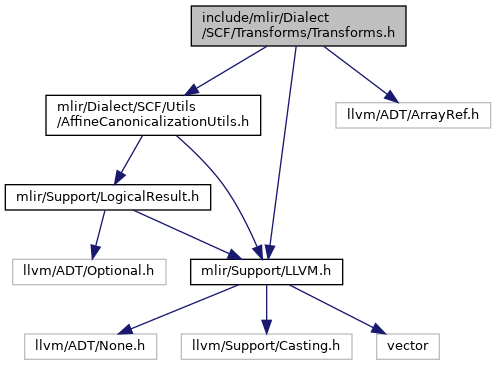 include/mlir/Dialect
/SCF/Transforms/Transforms.h
mlir/Dialect/SCF/Utils
/AffineCanonicalizationUtils.h
llvm/ADT/ArrayRef.h
mlir/Support/LogicalResult.h
llvm/ADT/Optional.h
mlir/Support/LLVM.h
llvm/ADT/None.h
llvm/Support/Casting.h
vector